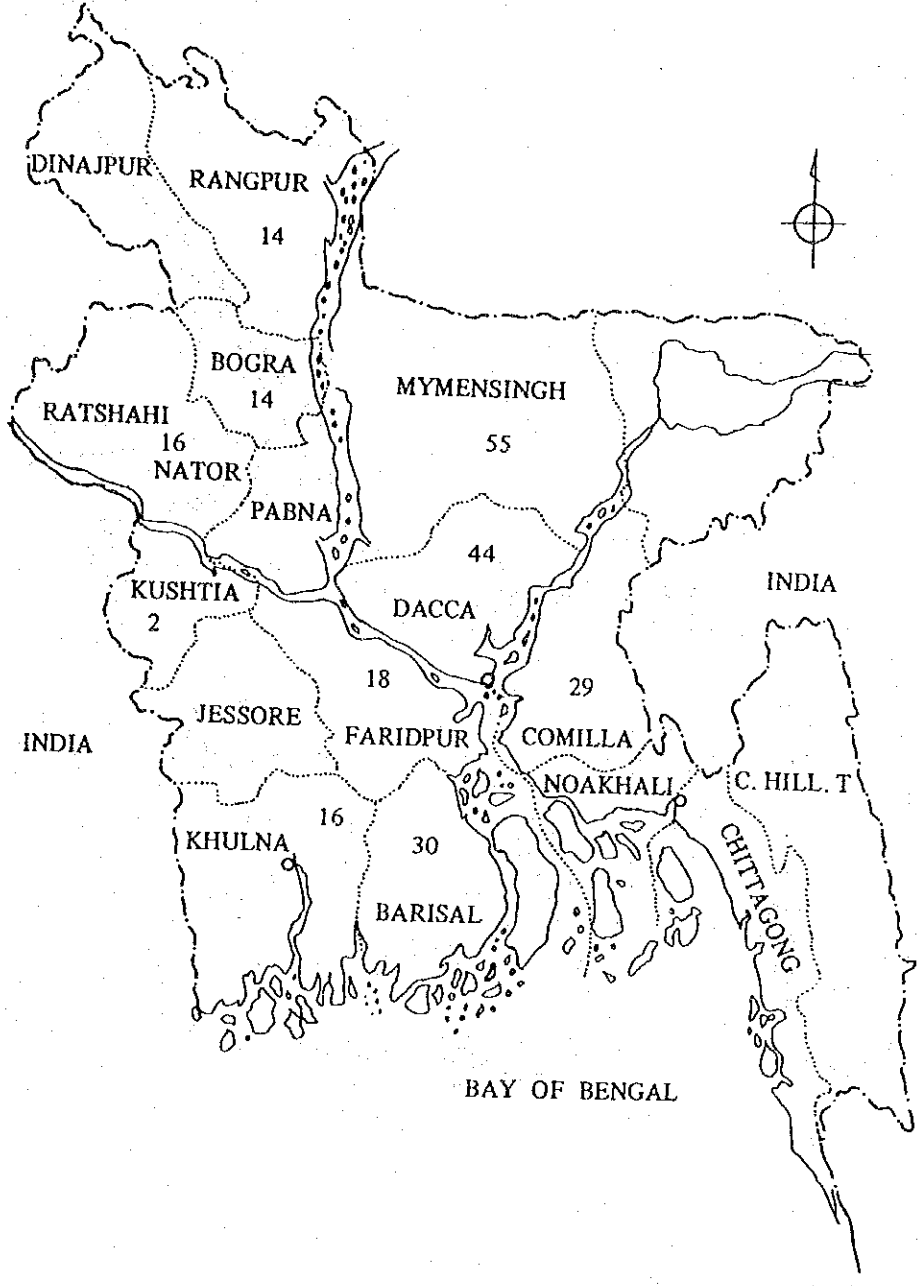 DINAJPUR
RANGPUR
14
BOGRA
14
MYMENSINGH
55
RATSHAHI
16
NATOR
PABNA
44
DACCA
INDIA
KUSHTIA
2
18
FARIDPUR
29
COMILLA
JESSORE
INDIA
NOAKHALI
C. HILL. T
16
KHULNA
30
BARISAL
CHITTAGONG
BAY OF BENGAL